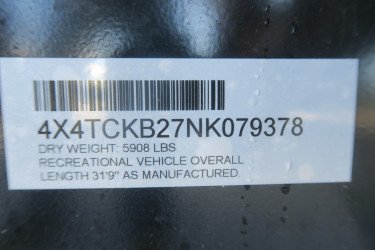 4X4TCKB27NK079378
DRY WEIGHT: 5908 LBS
RECREATIONAL VEHICLE OVERALL
LENGTH 31'9" AS MANUFACTURED.